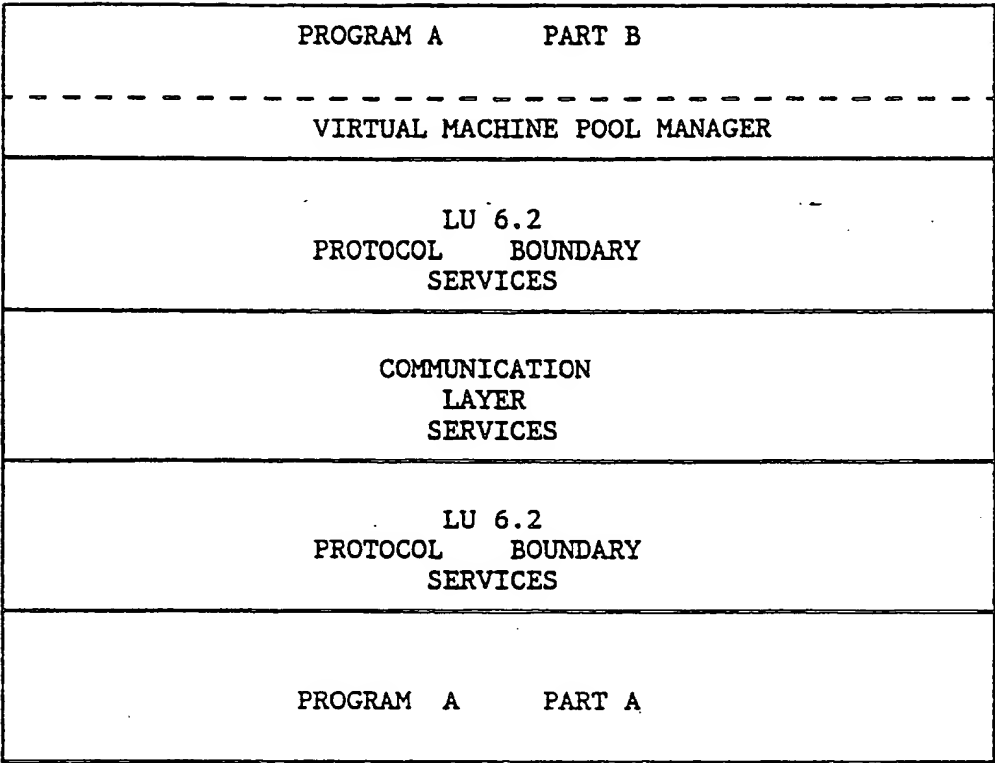 PROGRAM A PART B
VIRTUAL MACHINE POOL MANAGER
LU 6.2
PROTOCOL BOUNDARY
SERVICES
COMMUNICATION
LAYER
SERVICES
LU 6.2
PROTOCOL BOUNDARY
SERVICES
PROGRAM A PART A